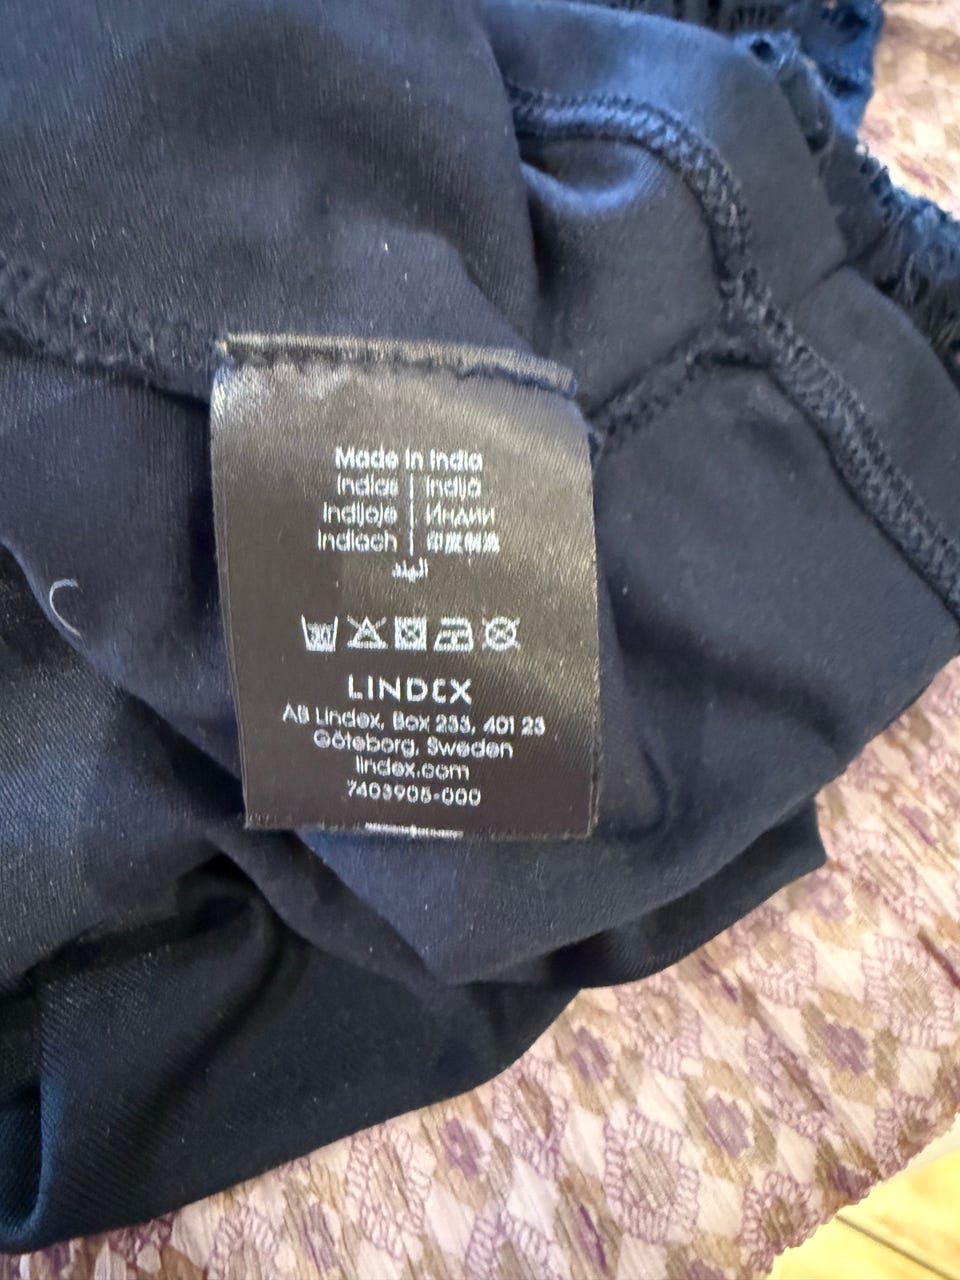 Made in India
Indias | Indija
Indijoje | Индии
Indiach | 印度制造
الهند
LINDEX
AB Lindex, Box 233, 401 23
Göteborg, Sweden
lindex.com
7403905-000